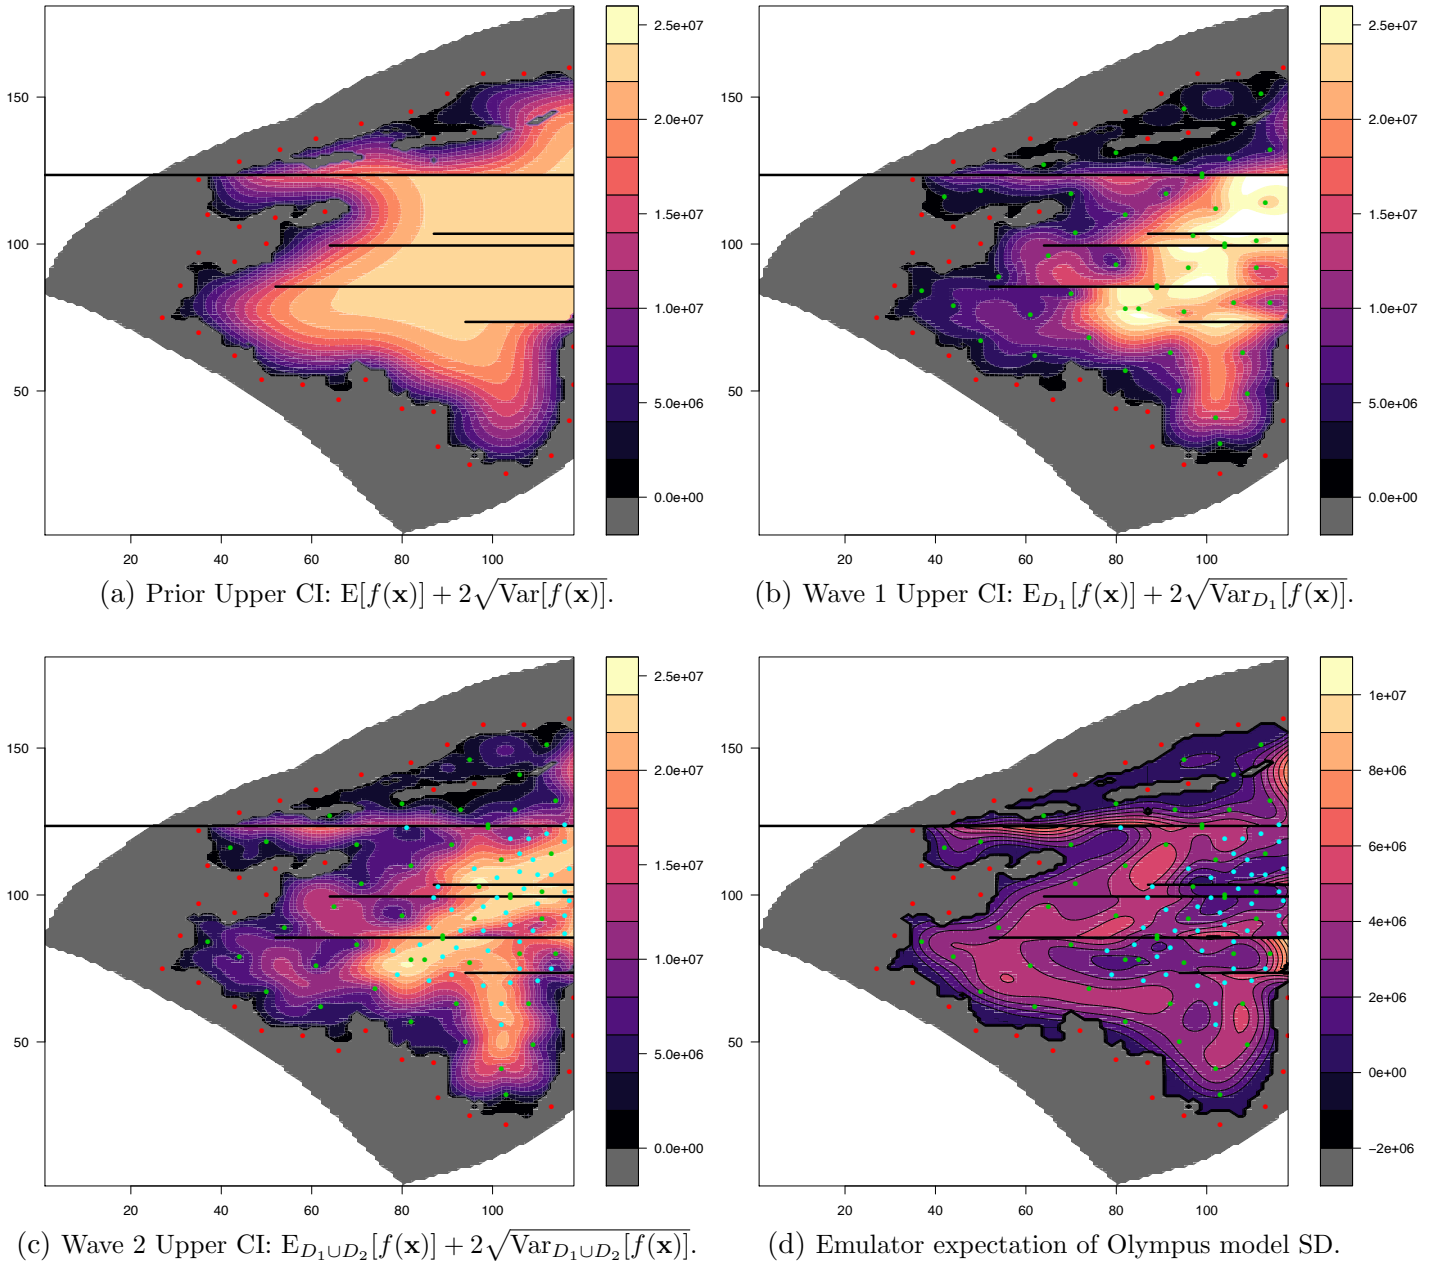 2.5e+07
2.0e+07
1.5e+07
1.0e+07
5.0e+06
0.0e+00
150
100
50
20 40 60 80 100
(a) Prior Upper CI: E[f(x)] + 2√Var[f(x)].
2.5e+07
2.0e+07
1.5e+07
1.0e+07
5.0e+06
0.0e+00
150
100
50
20 40 60 80 100
(b) Wave 1 Upper CI: E_{D_1}[f(x)] + 2√Var_{D_1}[f(x)].
2.5e+07
2.0e+07
1.5e+07
1.0e+07
5.0e+06
0.0e+00
150
100
50
20 40 60 80 100
(c) Wave 2 Upper CI: E_{D_1∪D_2}[f(x)] + 2√Var_{D_1∪D_2}[f(x)].
1e+07
8e+06
6e+06
4e+06
2e+06
0e+00
−2e+06
150
100
50
20 40 60 80 100
(d) Emulator expectation of Olympus model SD.